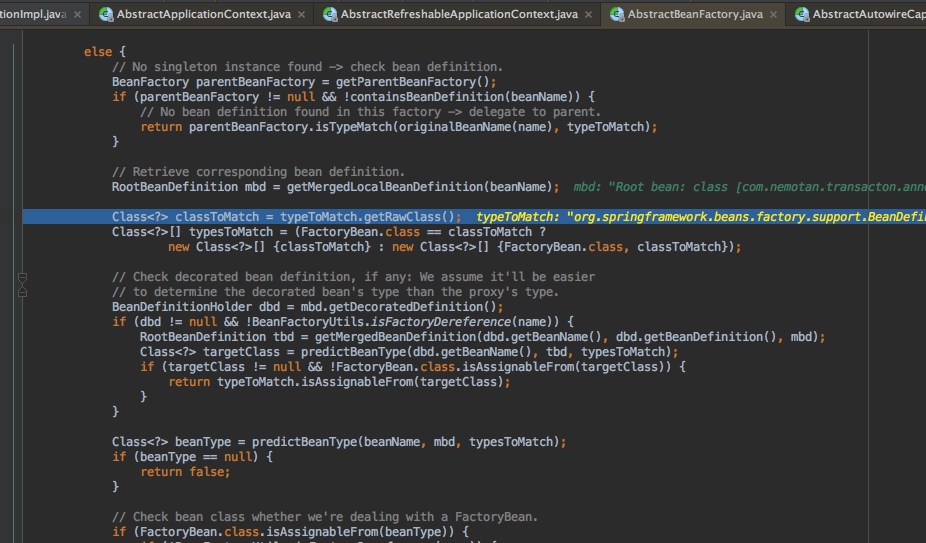 tionImpl.java × AbstractApplicationContext.java × AbstractRefreshableApplicationContext.java × AbstractBeanFactory.java × AbstractAutowireCap
else {
// No singleton instance found -> check bean definition.
BeanFactory parentBeanFactory = getParentBeanFactory();
if (parentBeanFactory != null && !containsBeanDefinition(beanName)) {
// No bean definition found in this factory -> delegate to parent.
return parentBeanFactory.isTypeMatch(originalBeanName(name), typeToMatch);
}
// Retrieve corresponding bean definition.
RootBeanDefinition mbd = getMergedLocalBeanDefinition(beanName); mbd: "Root bean: class [com.nemotan.transacton.anno
Class<?> classToMatch = typeToMatch.getRawClass(); typeToMatch: "org.springframework.beans.factory.support.BeanDefin
Class<?>[] typesToMatch = (FactoryBean.class == classToMatch ?
new Class<?>[] {classToMatch} : new Class<?>[] {FactoryBean.class, classToMatch});
// Check decorated bean definition, if any: We assume it'll be easier
// to determine the decorated bean's type than the proxy's type.
BeanDefinitionHolder dbd = mbd.getDecoratedDefinition();
if (dbd != null && !BeanFactoryUtils.isFactoryDereference(name)) {
RootBeanDefinition tbd = getMergedBeanDefinition(dbd.getBeanName(), dbd.getBeanDefinition(), mbd);
Class<?> targetClass = predictBeanType(dbd.getBeanName(), tbd, typesToMatch);
if (targetClass != null && !FactoryBean.class.isAssignableFrom(targetClass)) {
return typeToMatch.isAssignableFrom(targetClass);
}
}
Class<?> beanType = predictBeanType(beanName, mbd, typesToMatch);
if (beanType == null) {
return false;
}
// Check bean class whether we're dealing with a FactoryBean.
if (FactoryBean.class.isAssignableFrom(beanType)) {